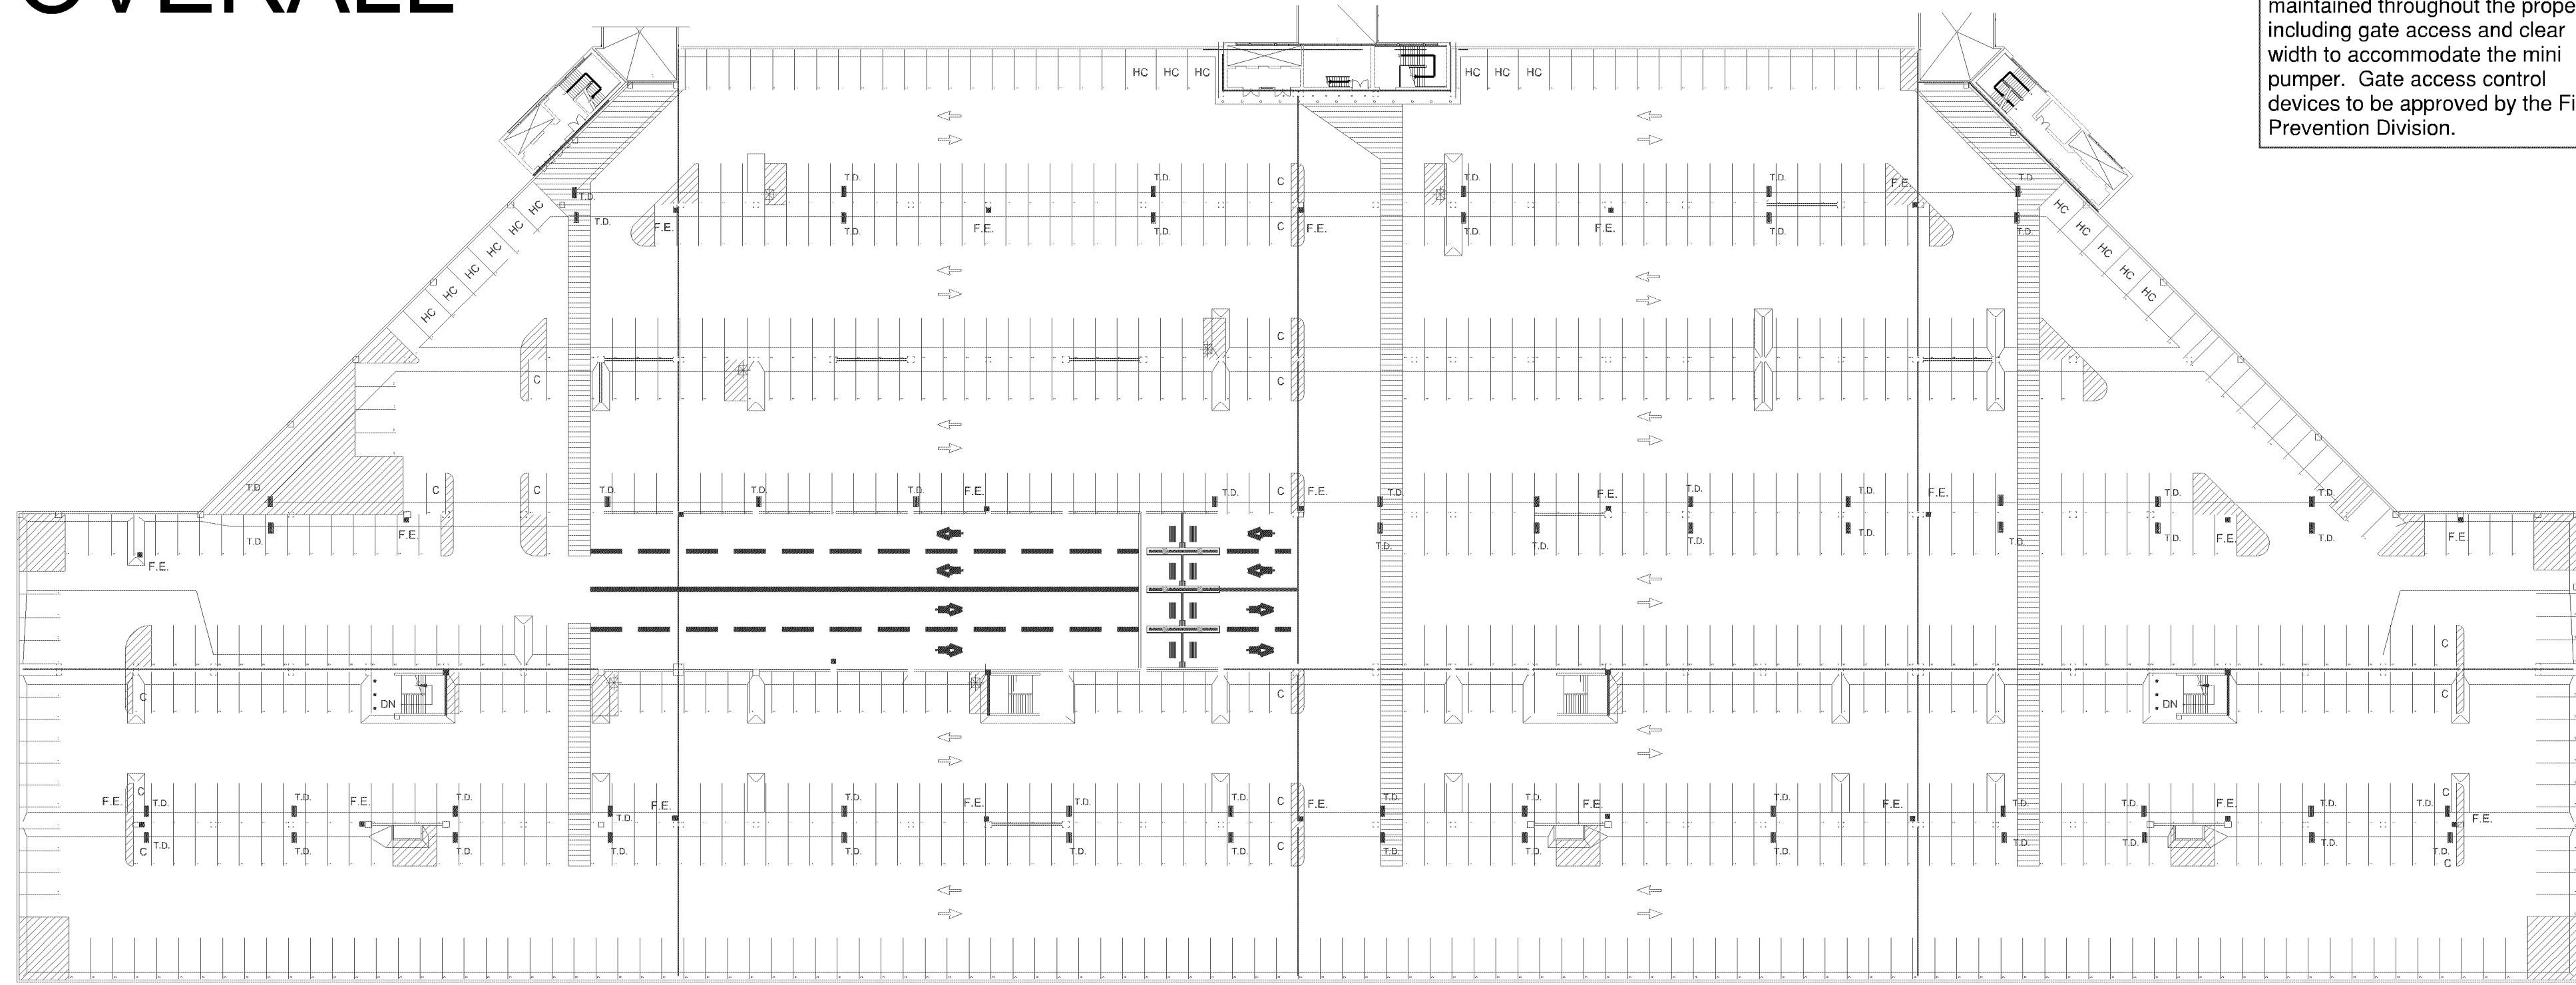 OVERALL
maintained throughout the prope
including gate access and clear
width to accommodate the mini
pumper. Gate access control
devices to be approved by the Fi
Prevention Division.
HC HC HC HC HC HC
T.D. T.D. T.D. C T.D. T.D. F.E. T.D.
T.D. F.E. T.D. F.E. T.D. C F.E. T.D. F.E. T.D. T.D.
HC HC HC HC HC HC
HC HC HC HC HC
C
C C
T.D. C C T.D. T.D. T.D. F.E. T.D. C F.E. T.D. F.E. T.D. T.D. F.E. T.D. T.D.
T.D. F.E. T.D. T.D. T.D. T.D. T.D. T.D. F.E. T.D. F.E.
F.E.
C
C DN C DN C
F.E. C T.D. T.D. F.E. T.D. F.E. T.D. F.E. T.D. T.D. C F.E. T.D. T.D. F.E. T.D. F.E. T.D. T.D. F.E. T.D. T.D. C
T.D. F.E.
C T.D. T.D. T.D. T.D. T.D. T.D. T.D. C T.D. T.D. T.D. T.D. T.D. T.D. T.D. C